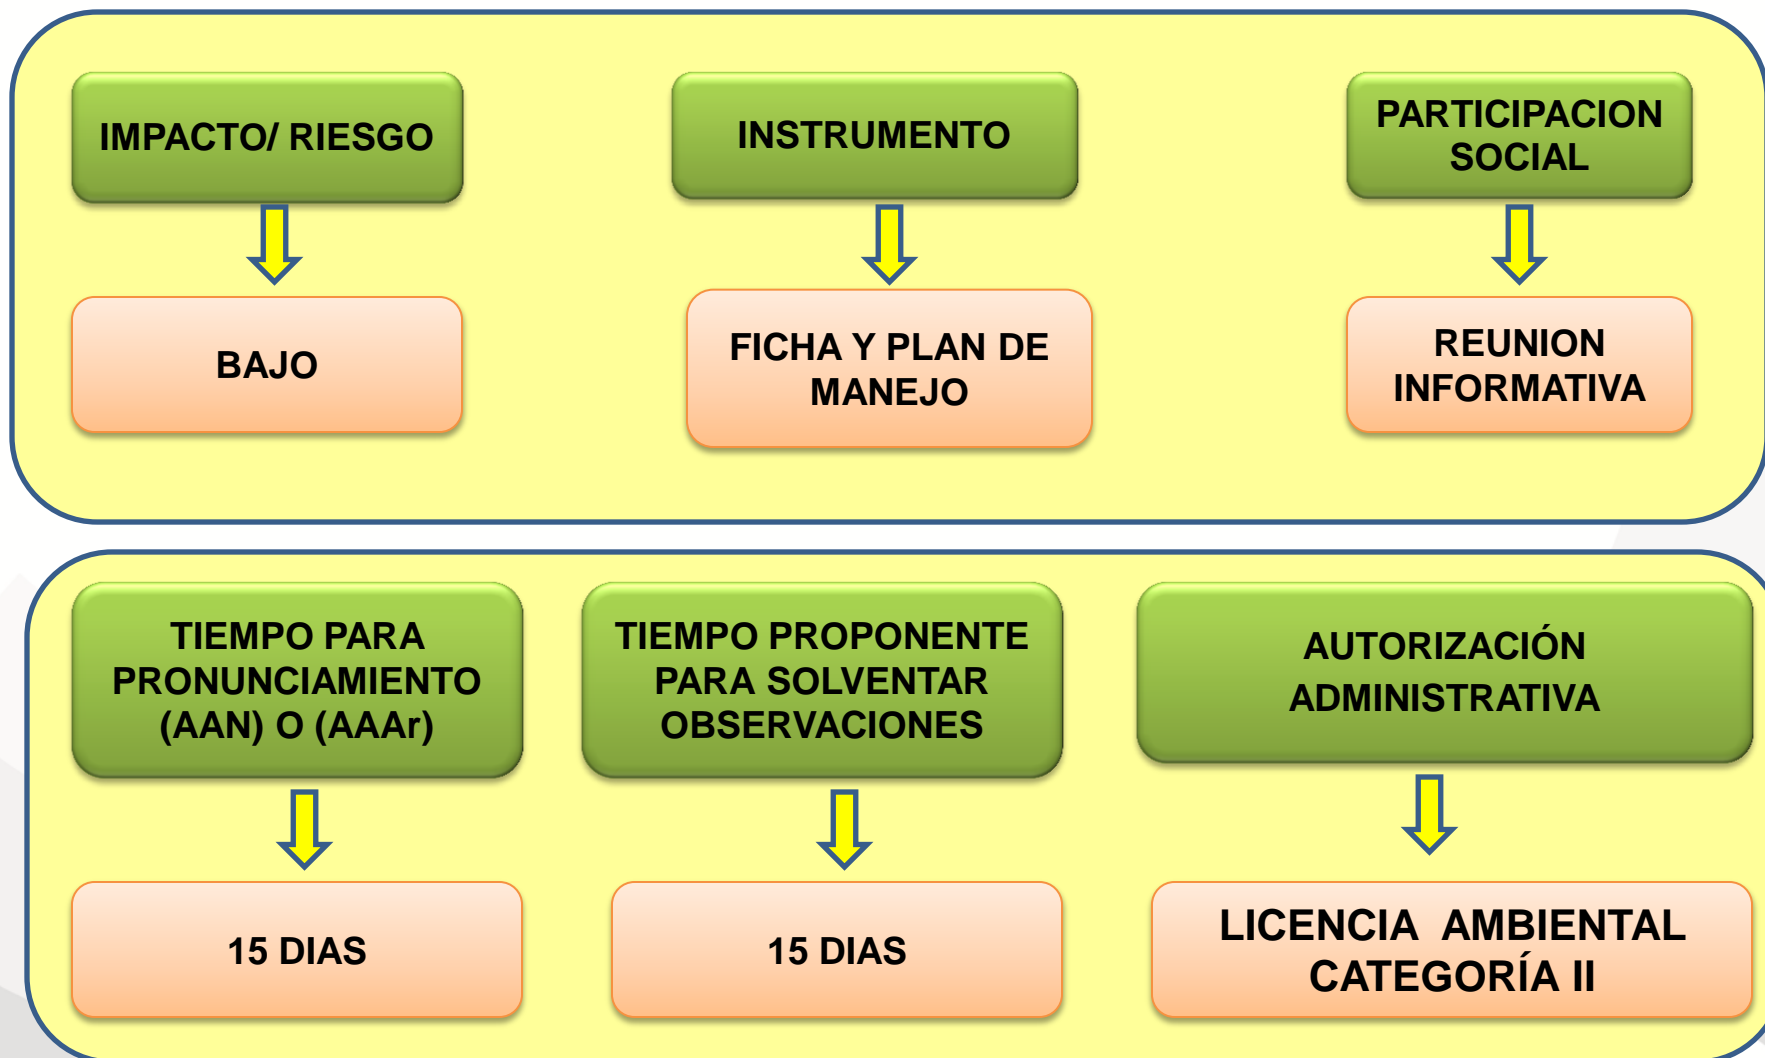 IMPACTO/ RIESGO
INSTRUMENTO
PARTICIPACION
SOCIAL
BAJO
FICHA Y PLAN DE
MANEJO
REUNION
INFORMATIVA
TIEMPO PARA
PRONUNCIAMIENTO
(AAN) O (AAAr)
TIEMPO PROPONENTE
PARA SOLVENTAR
OBSERVACIONES
AUTORIZACIÓN
ADMINISTRATIVA
15 DIAS
15 DIAS
LICENCIA AMBIENTAL
CATEGORÍA II